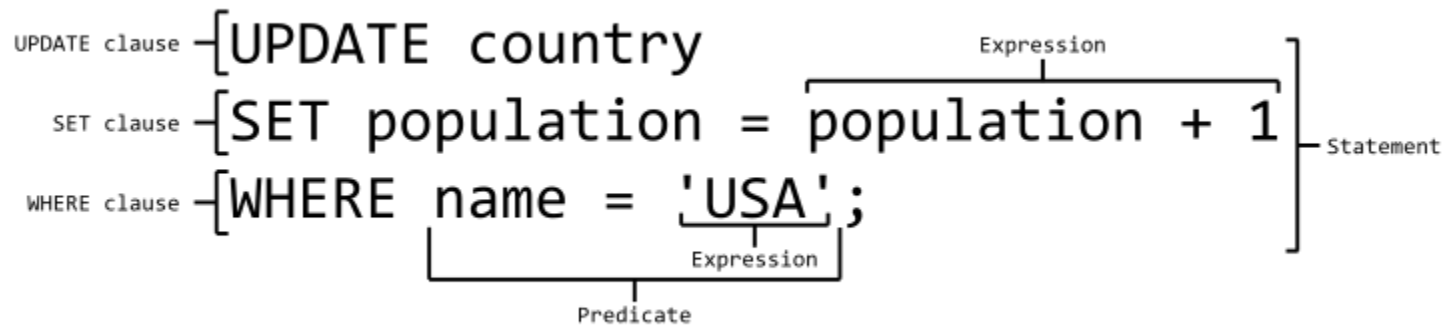 UPDATE clause UPDATE country
Expression
SET clause SET population = population + 1
Statement
WHERE clause WHERE name = 'USA';
Expression
Predicate